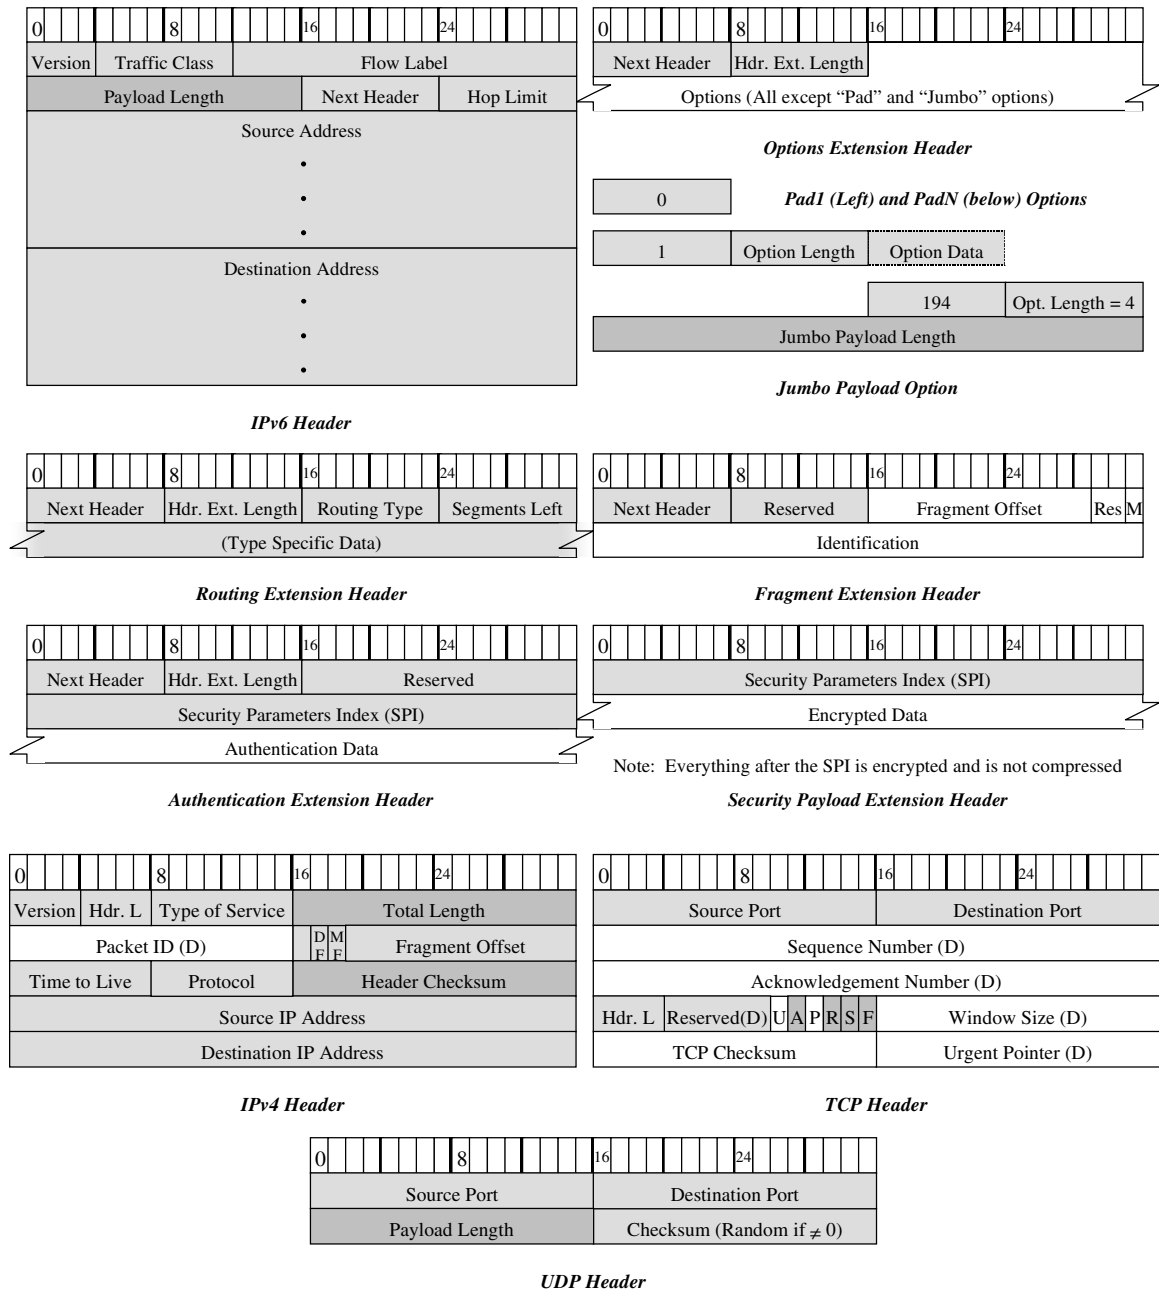 0 8 16 24
Version Traffic Class Flow Label
Payload Length Next Header Hop Limit
Source Address
Destination Address
IPv6 Header
0 8 16 24
Next Header Hdr. Ext. Length
Options (All except “Pad” and “Jumbo” options)
Options Extension Header
0 Pad1 (Left) and PadN (below) Options
1 Option Length Option Data
194 Opt. Length = 4
Jumbo Payload Length
Jumbo Payload Option
0 8 16 24
Next Header Hdr. Ext. Length Routing Type Segments Left
(Type Specific Data)
Routing Extension Header
0 8 16 24
Next Header Reserved Fragment Offset Res M
Identification
Fragment Extension Header
0 8 16 24
Next Header Hdr. Ext. Length Reserved
Security Parameters Index (SPI)
Authentication Data
Authentication Extension Header
0 8 16 24
Security Parameters Index (SPI)
Encrypted Data
Note: Everything after the SPI is encrypted and is not compressed
Security Payload Extension Header
0 8 16 24
Version Hdr. L Type of Service Total Length
Packet ID (D) DF MF Fragment Offset
Time to Live Protocol Header Checksum
Source IP Address
Destination IP Address
IPv4 Header
0 8 16 24
Source Port Destination Port
Sequence Number (D)
Acknowledgement Number (D)
Hdr. L Reserved(D) U A P R S F Window Size (D)
TCP Checksum Urgent Pointer (D)
TCP Header
0 8 16 24
Source Port Destination Port
Payload Length Checksum (Random if ≠ 0)
UDP Header